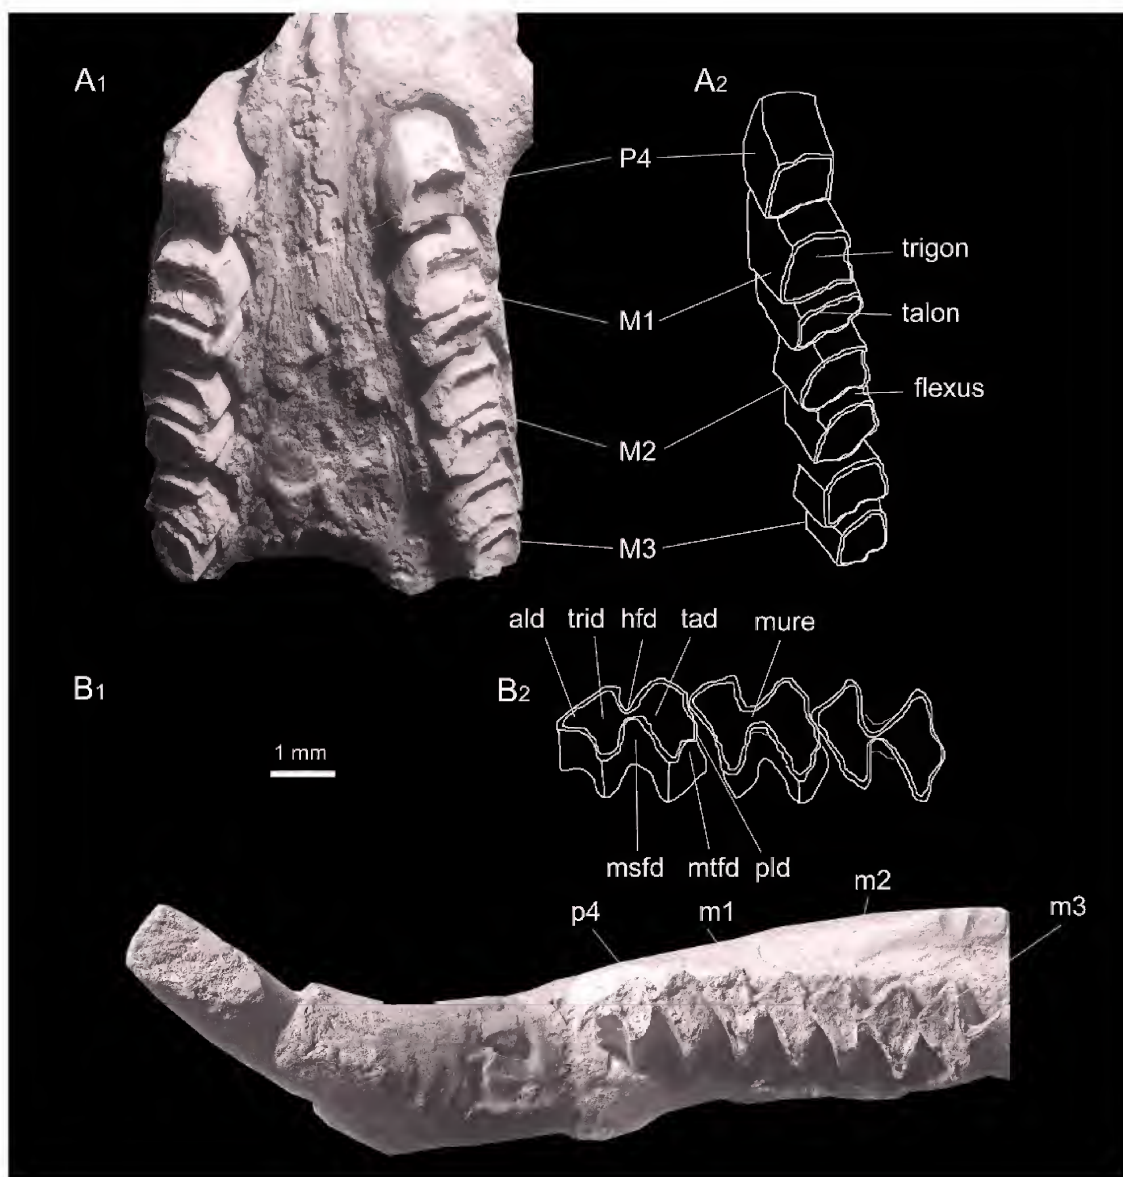 A1
A2
P4
trigon
M1
talon
flexus
M2
M3
ald trid hfd tad mure
B1
B2
1 mm
msfd mtfd pld
m2
p4
m1
m3